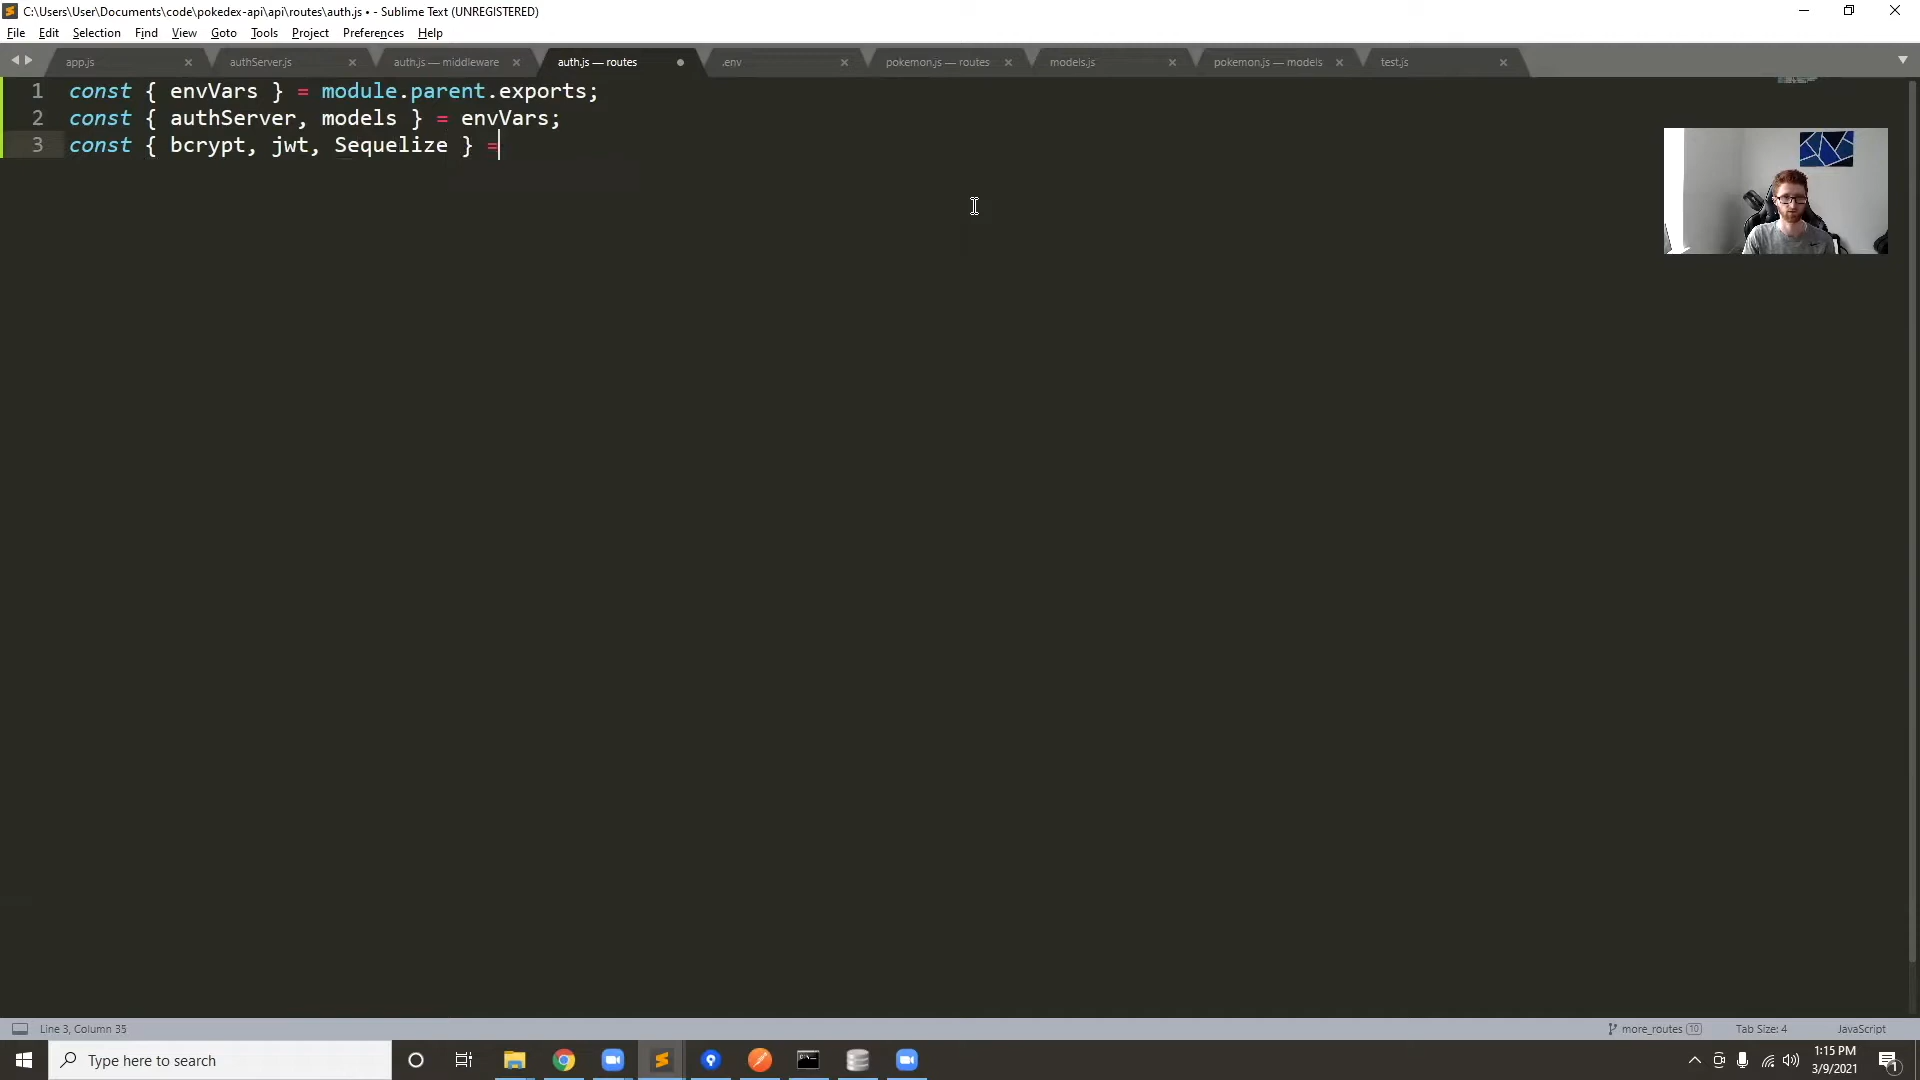 C:\Users\User\Documents\code\pokedex-api\api\routes\auth.js • - Sublime Text (UNREGISTERED)
File Edit Selection Find View Goto Tools Project Preferences Help
app.js authServer.js auth.js — middleware auth.js — routes .env pokemon.js — routes models.js pokemon.js — models test.js
1 const { envVars } = module.parent.exports;
2 const { authServer, models } = envVars;
3 const { bcrypt, jwt, Sequelize } =
Line 3, Column 35 more_routes 10 Tab Size: 4 JavaScript
Type here to search
1:15 PM
3/9/2021
1